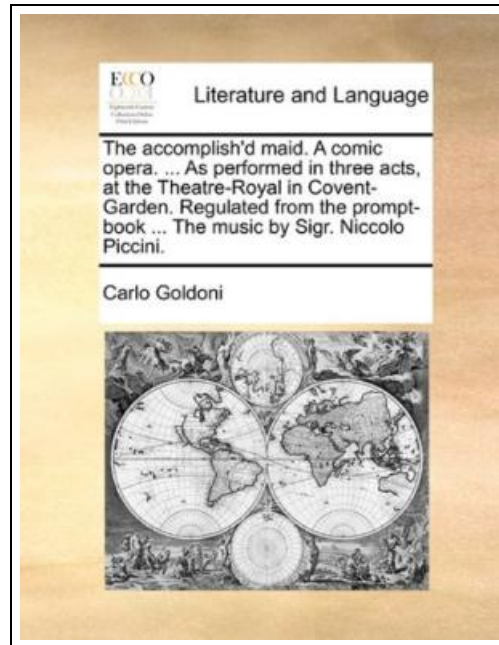 ECCO
Literature and Language
The accomplish'd maid. A comic
opera. ... As performed in three acts,
at the Theatre-Royal in Covent-
Garden. Regulated from the prompt-
book ... The music by Sigr. Niccolo
Piccini.
Carlo Goldoni